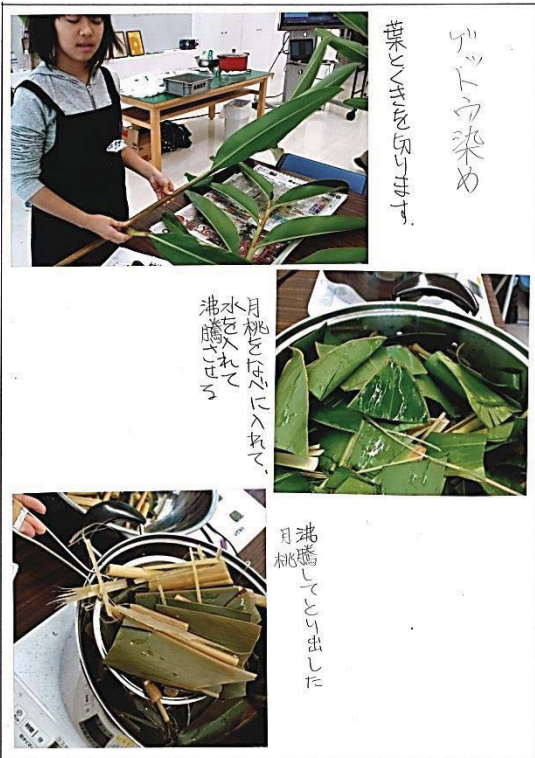 ゲットウ染め
葉とくきを切ります.
月桃をなべに入れて、
水を入れて
沸騰させる
沸騰してとり出した
月桃